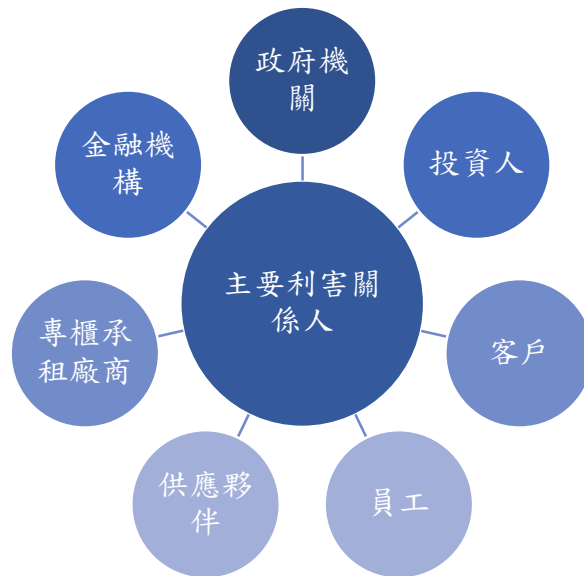 政府機
關
金融機
構
投資人
主要利害關
係人
專櫃承
租廠商
客戶
供應夥
伴
員工